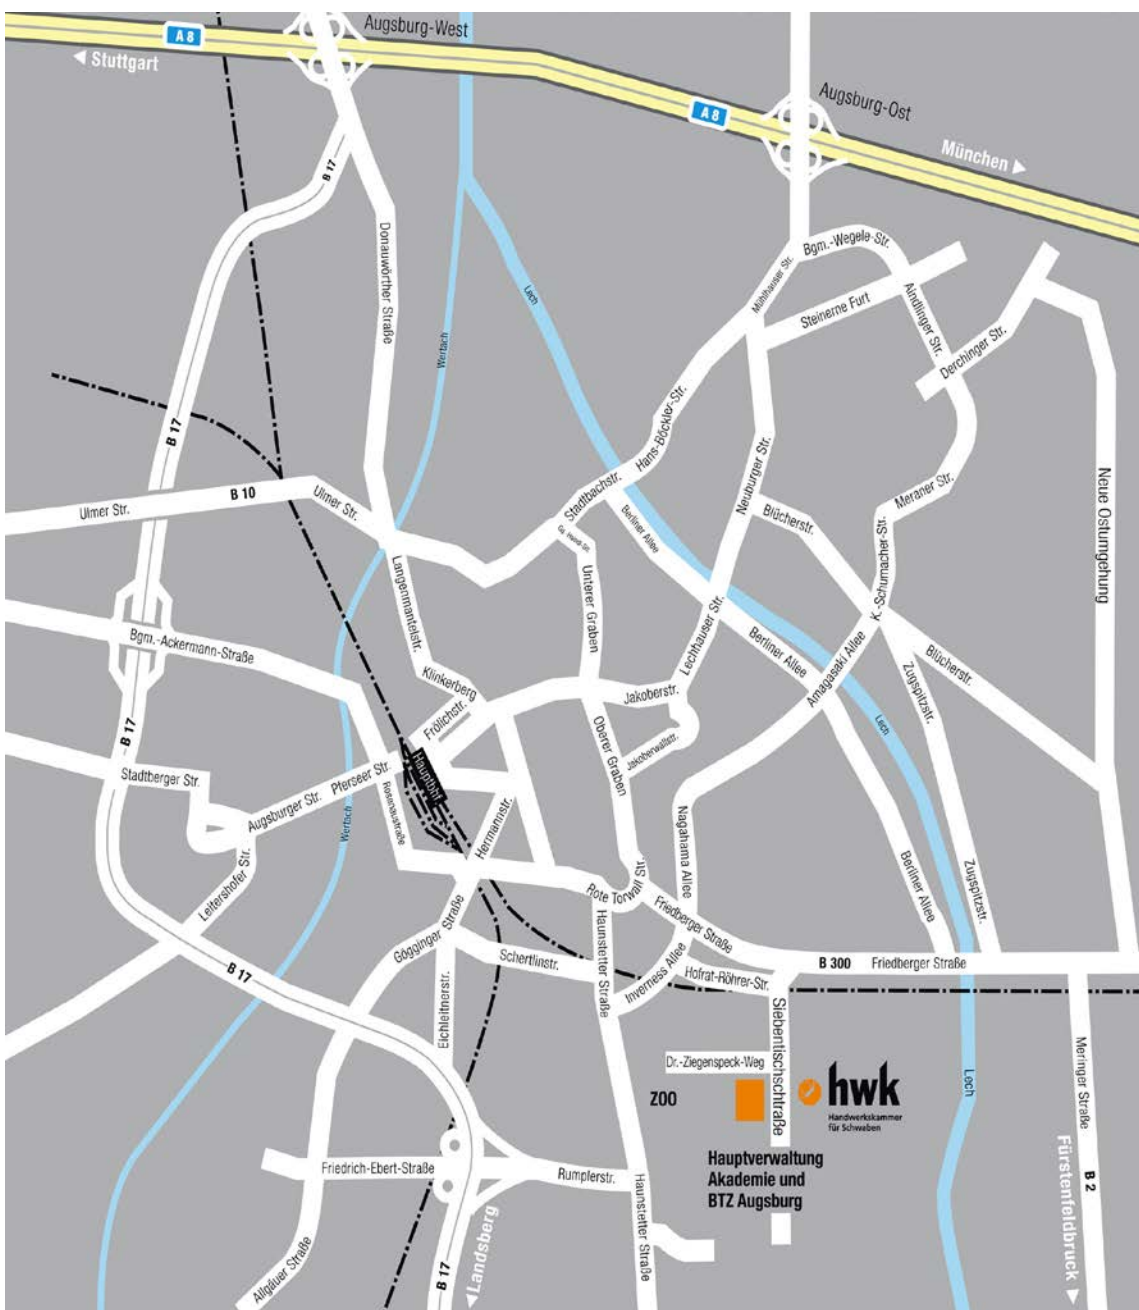 Augsburg-West
A 8
Stuttgart
Augsburg-Ost
A 8
München
B 17
Donauwörther Straße
Bgm.-Wegele-Str.
Mühlhauser Str.
Steinerne Furt
Aindlinger Str.
Derchinger Str.
Lech
Wertach
B 17
Hans-Böckler-Str.
Neuburger Str.
Meraner Str.
Neue Ostumgehung
B 10
Ulmer Str.
Ulmer Str.
Stadtbachstr.
Berliner Allee
Blücherstr.
K.-Schumacher-Str.
Langenmantelstr.
Unterer Graben
Lechhauser Str.
Berliner Allee
Amagasaki Allee
Zugspitzstr.
Blücherstr.
Bgm.-Ackermann-Straße
Klinkerberg
Frölichstr.
Jakoberstr.
Oberer Graben
Jakoberwallstr.
Lech
B 17
Hauptbhf
Stadtberger Str.
Augsburger Str.
Pferseer Str.
Rosenaustraße
Hermannstr.
Nagahama Allee
Wertach
Leitershofer Str.
Rote Torwall Str.
Friedberger Straße
Berliner Allee
Zugspitzstr.
Gögginger Straße
Haunstetter Straße
Schertlinstr.
Inverness Allee
Hofrat-Röhrer-Str.
B 300
Friedberger Straße
B 17
Eichleitnerstr.
Siebentischschtraße
Dr.-Ziegenspeck-Weg
Meringer Straße
Lech
ZOO
hwk
Handwerkskammer
für Schwaben
Hauptverwaltung
Akademie und
BTZ Augsburg
Friedrich-Ebert-Straße
Rumplerstr.
Haunstetter Straße
B 2
Fürstenfeldbruck
Allgäuer Straße
B 17
Landsberg